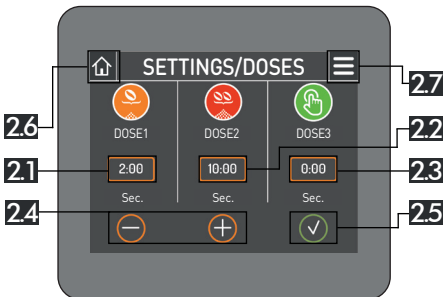 SETTINGS/DOSES
2.7
2.6
DOSE1 DOSE2 DOSE3
2.2
2.1
2:00 10:00 0:00
2.3
Sec. Sec. Sec.
2.4
2.5